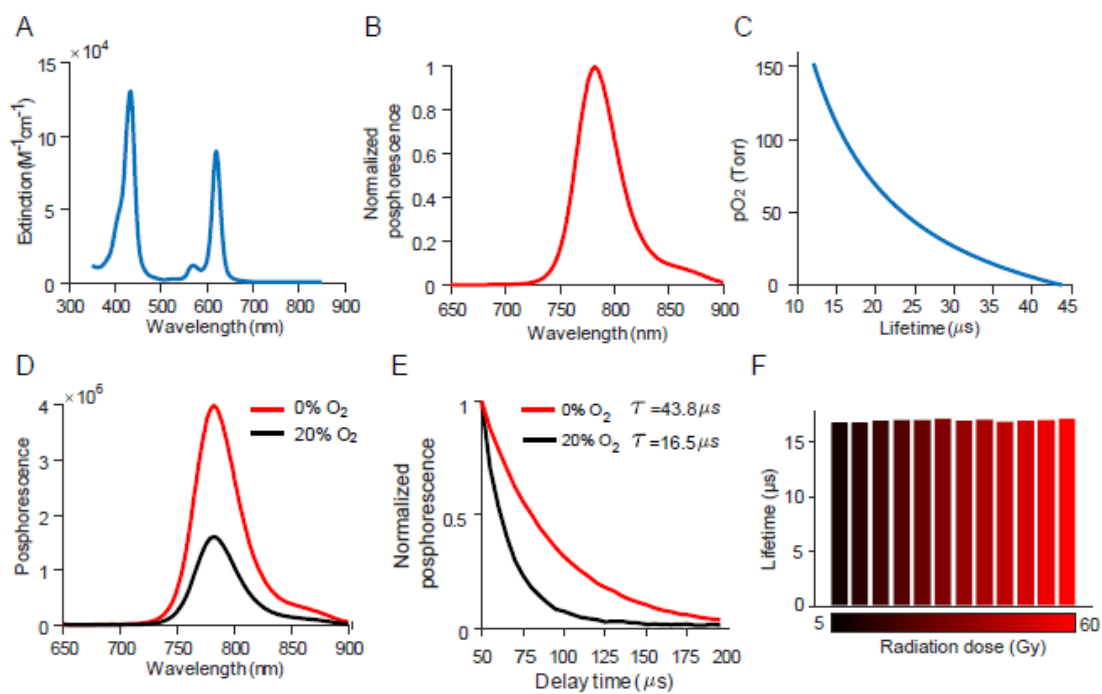 A
×10⁴
15
10
5
0
Extinction (M⁻¹cm⁻¹)
300 400 500 600 700 800 900
Wavelength (nm)
B
1
0.8
0.6
0.4
0.2
0
Normalized
posphorescence
650 700 750 800 850 900
Wavelength (nm)
C
150
100
50
0
pO₂ (Torr)
10 15 20 25 30 35 40 45
Lifetime (μs)
D
×10⁶
4
3
2
1
0
Posphorescence
0% O₂
20% O₂
650 700 750 800 850 900
Wavelength (nm)
E
1
0.5
0
Normalized
posphorescence
0% O₂ τ =43.8 μs
20% O₂ τ =16.5 μs
50 75 100 125 150 175 200
Delay time (μs)
F
15
10
5
0
Lifetime (μs)
5 60
Radiation dose (Gy)